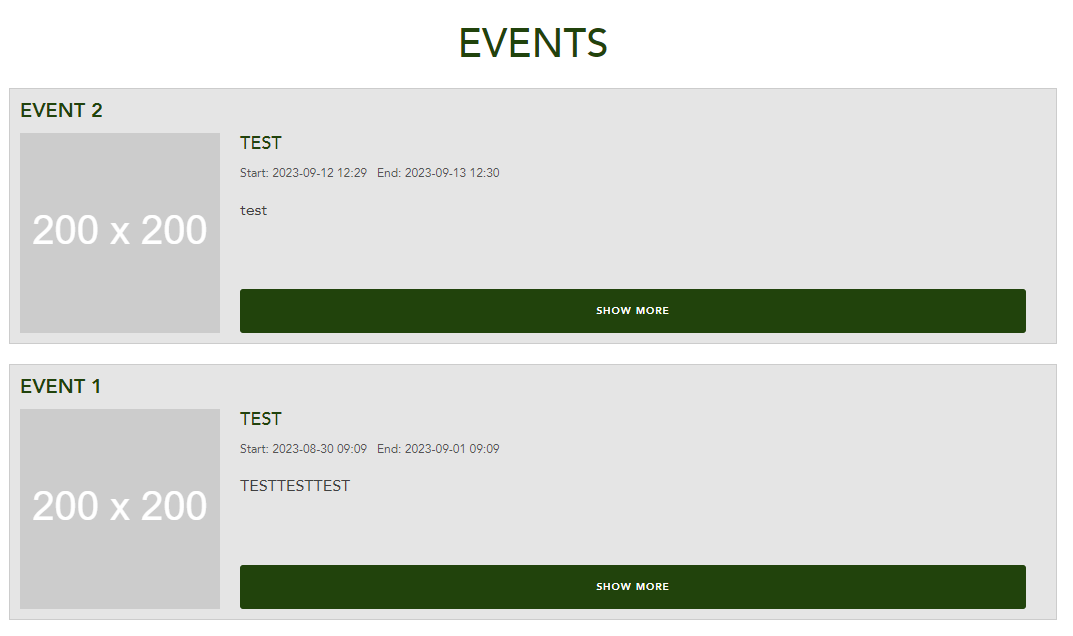 EVENTS
EVENT 2
200 x 200
TEST
Start: 2023-09-12 12:29 End: 2023-09-13 12:30
test
SHOW MORE
EVENT 1
200 x 200
TEST
Start: 2023-08-30 09:09 End: 2023-09-01 09:09
TESTTESTTEST
SHOW MORE